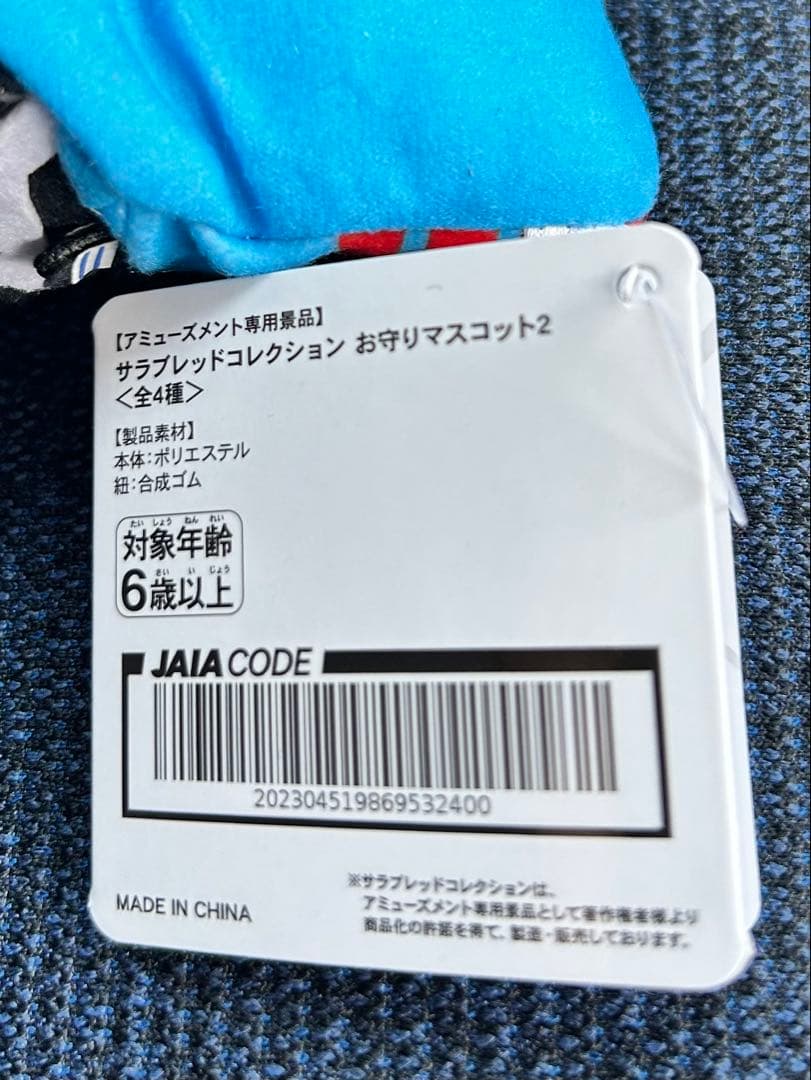 【アミューズメント専用景品】
サラブレッドコレクション お守りマスコット2
<全4種>
【製品素材】
本体:ポリエステル
紐:合成ゴム
たいしょうねんれい
対象年齢
さいいじょう
6歳以上
JAIA CODE
202304519869532400
MADE IN CHINA
※サラブレッドコレクションは、
アミューズメント専用景品として著作権者様より
商品化の許諾を得て、製造・販売しております。